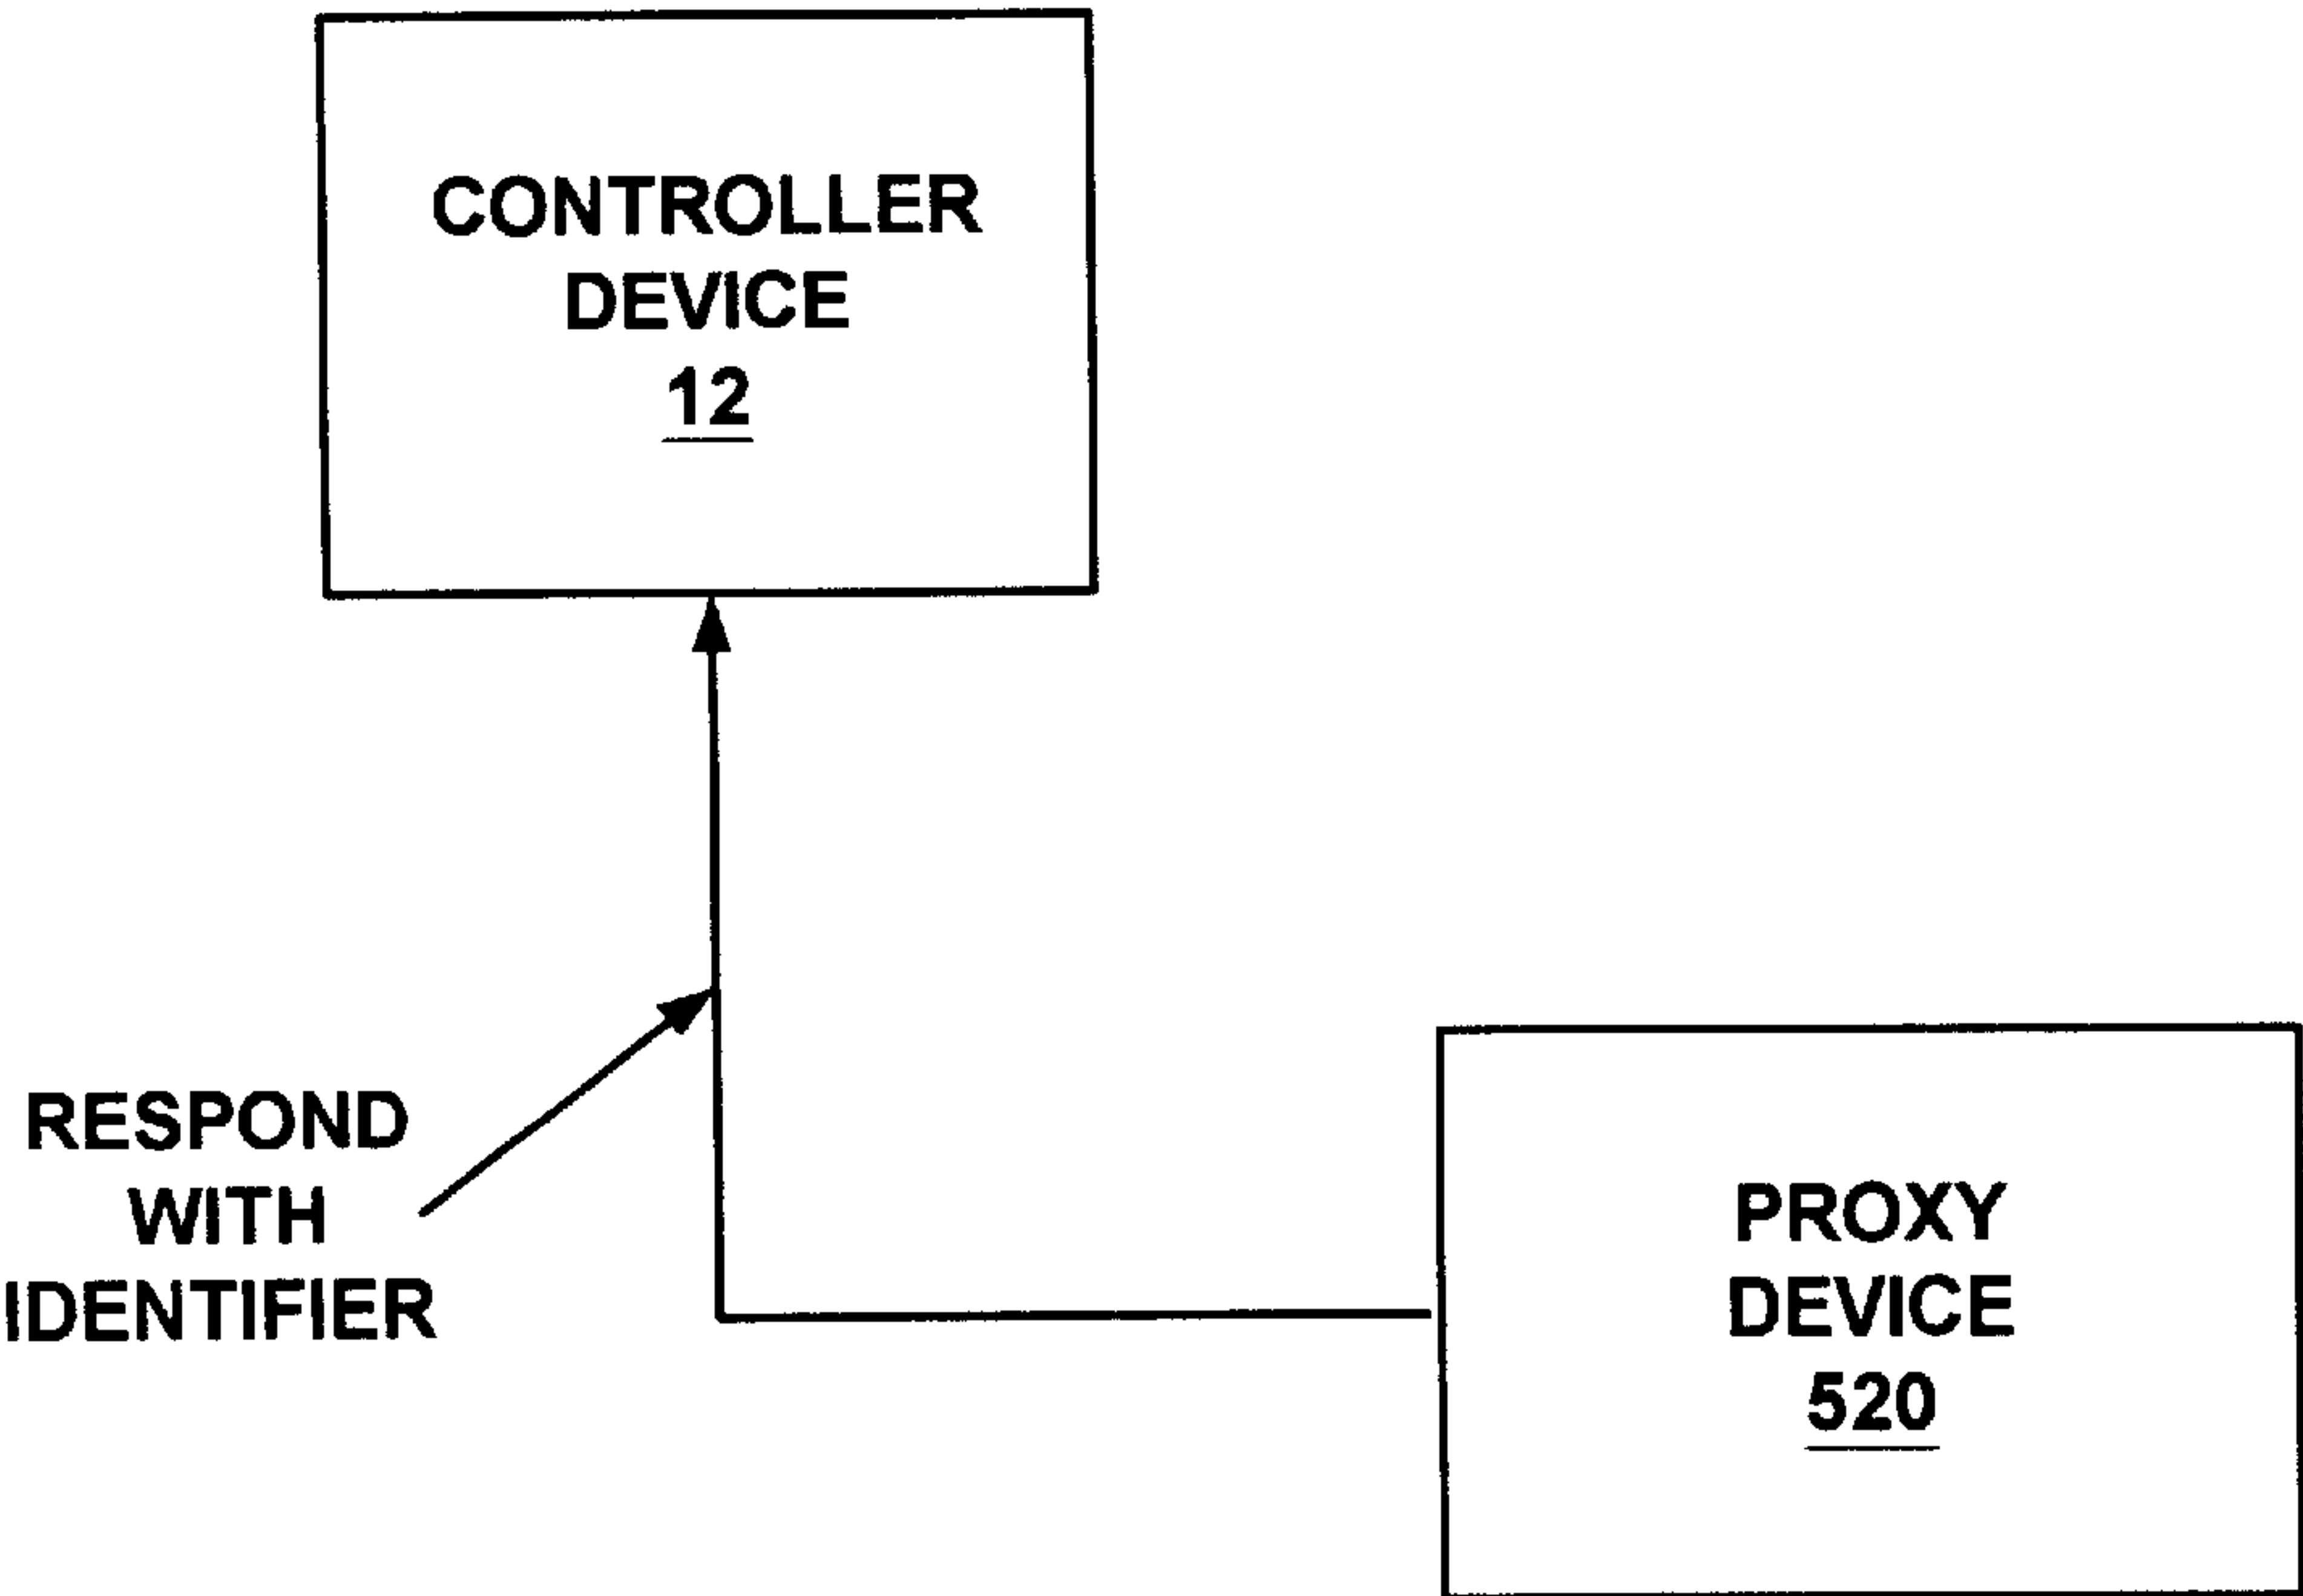 CONTROLLER
DEVICE
12
RESPOND
WITH
IDENTIFIER
PROXY
DEVICE
520